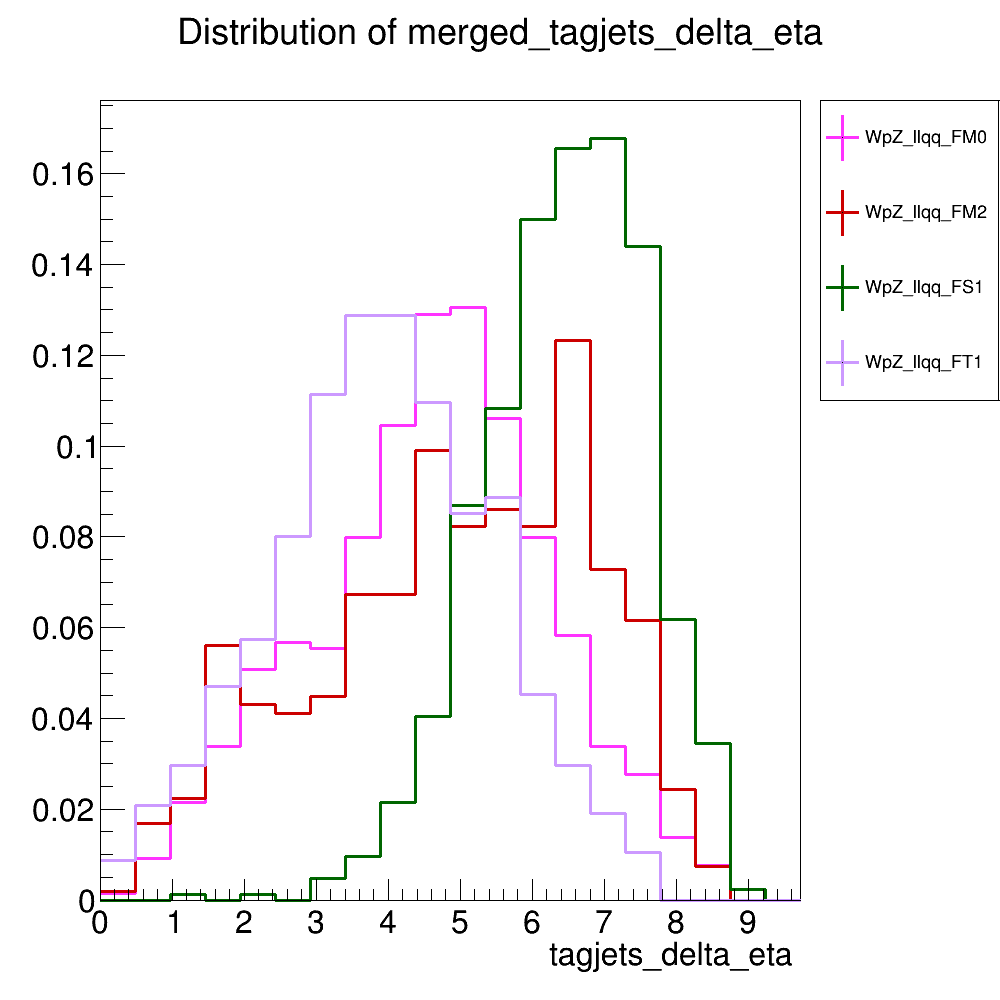 Distribution of merged_tagjets_delta_eta
WpZ_llqq_FM0
WpZ_llqq_FM2
WpZ_llqq_FS1
WpZ_llqq_FT1
0.16
0.14
0.12
0.1
0.08
0.06
0.04
0.02
0
0 1 2 3 4 5 6 7 8 9
tagjets_delta_eta